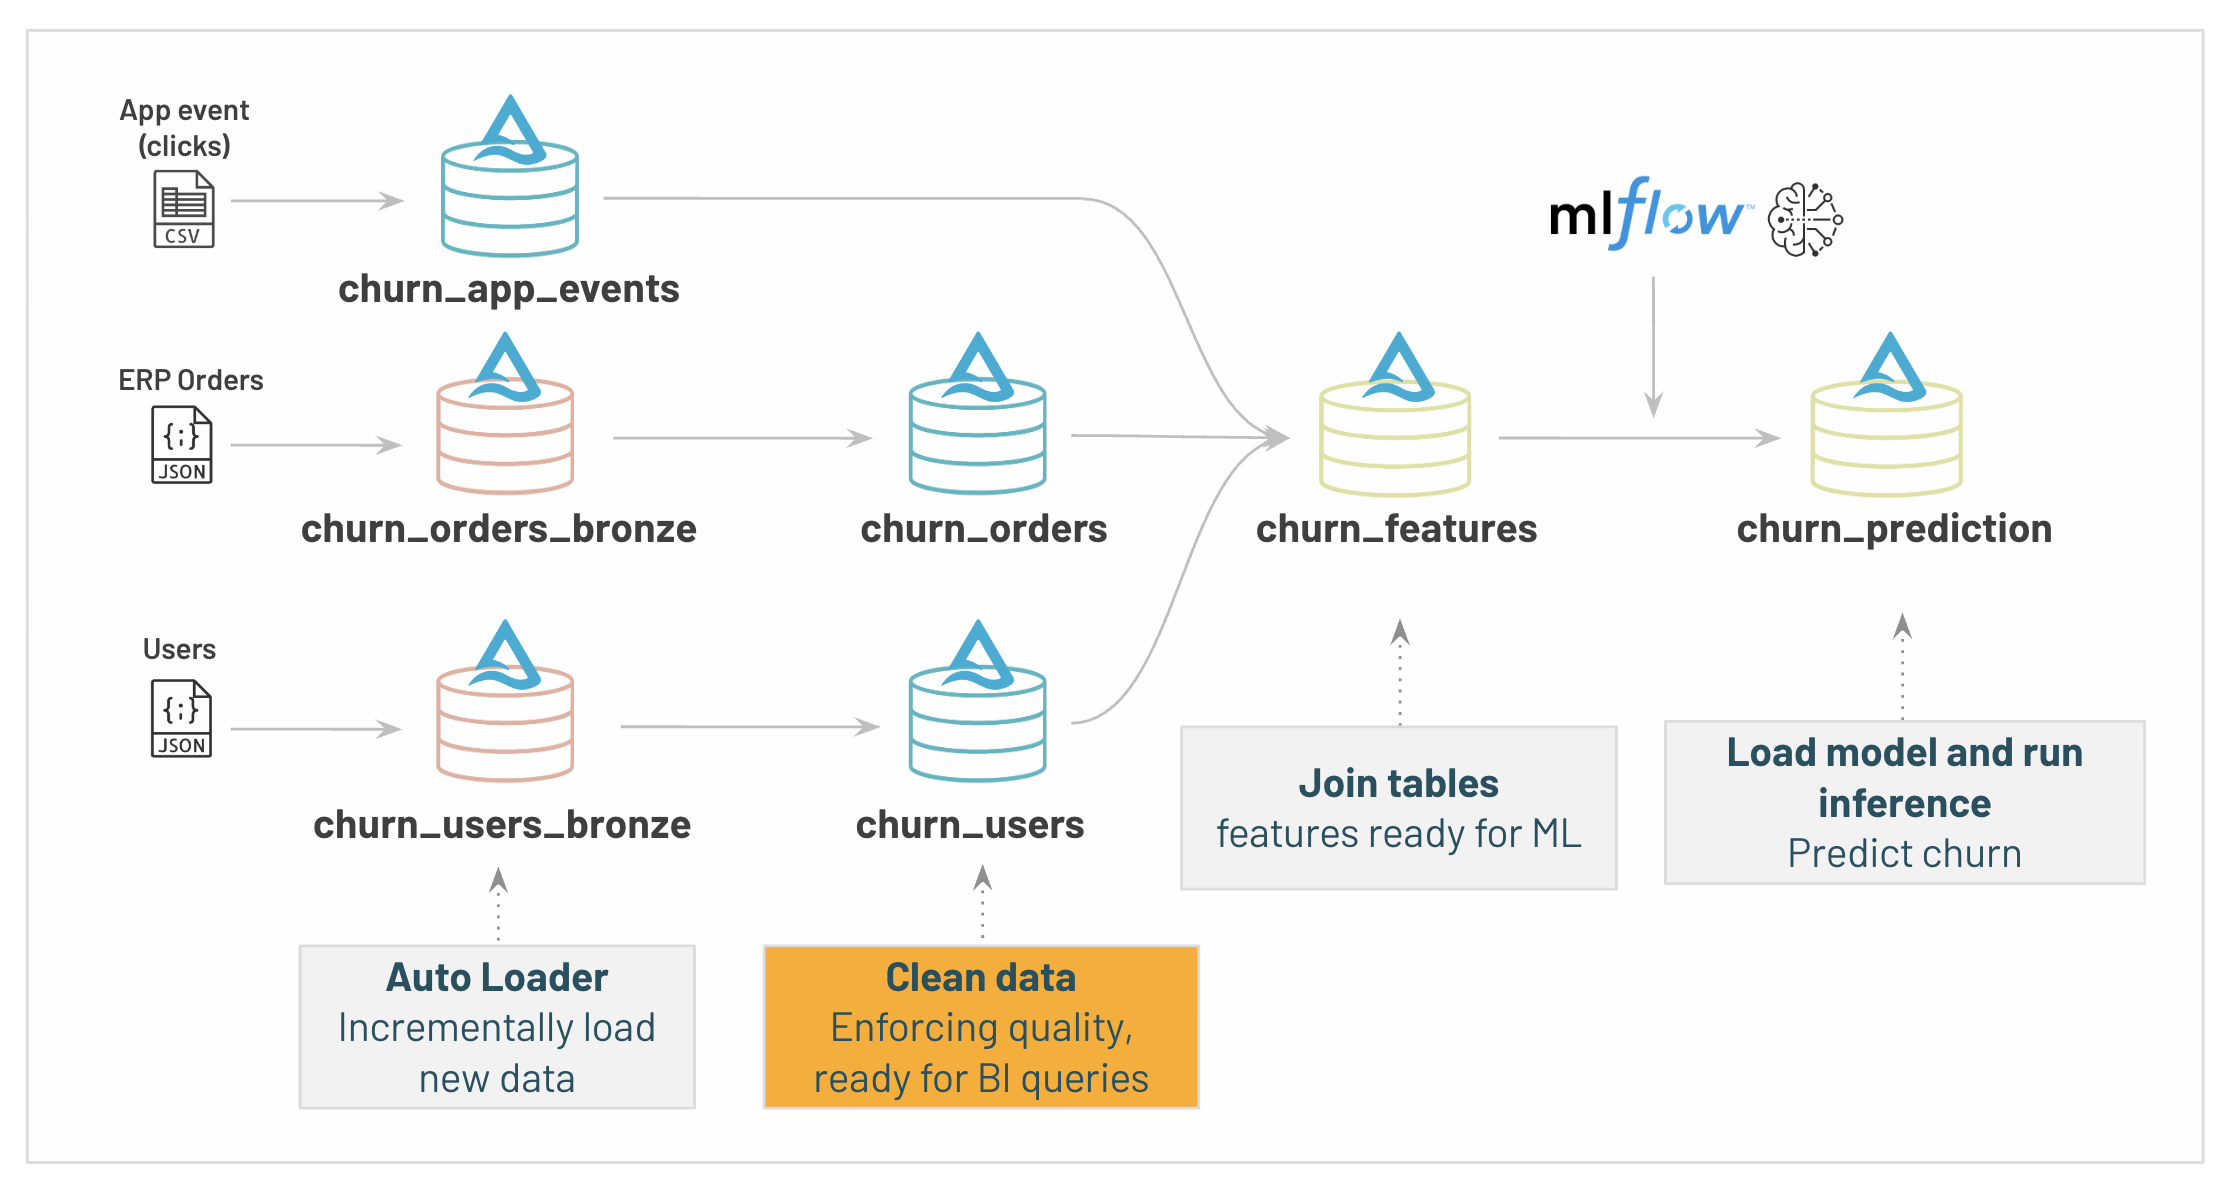 App event
(clicks)
CSV
churn_app_events
mlflow™
ERP Orders
{;}
JSON
churn_orders_bronze
churn_orders
churn_features
churn_prediction
Users
{;}
JSON
churn_users_bronze
churn_users
Auto Loader
Incrementally load
new data
Clean data
Enforcing quality,
ready for BI queries
Join tables
features ready for ML
Load model and run
inference
Predict churn